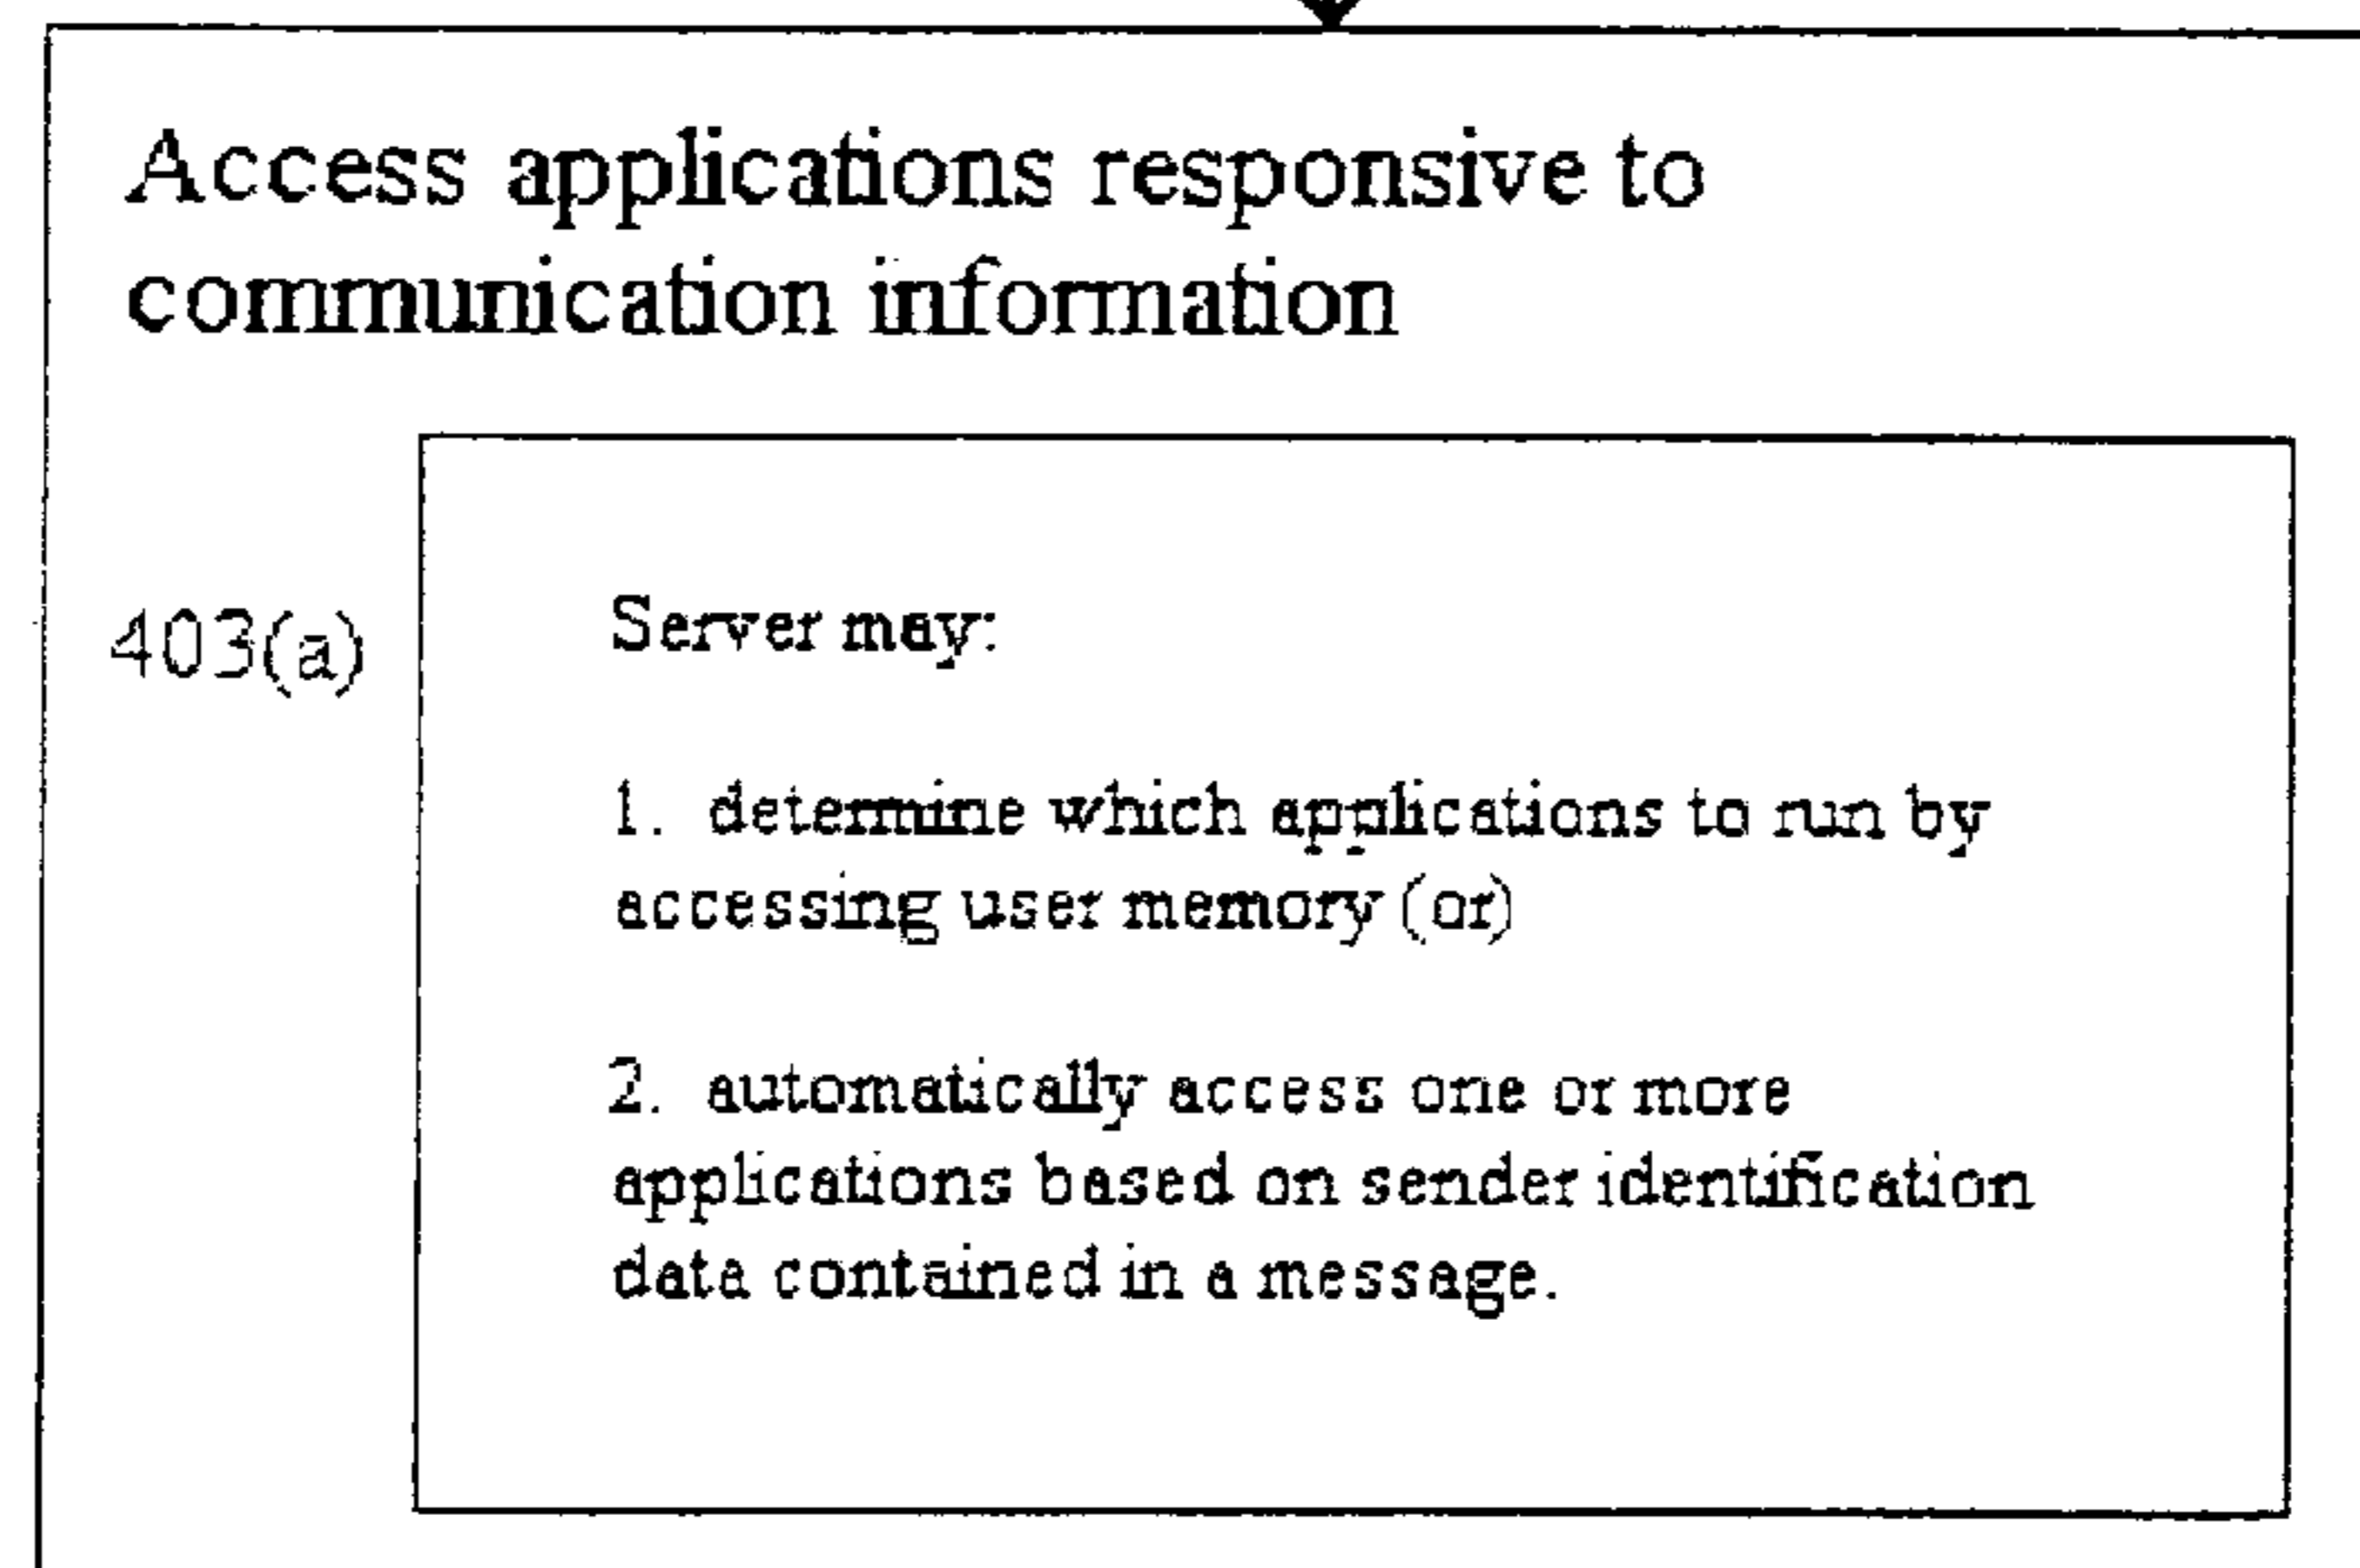 Access applications responsive to
communication information
403(a)
Server may:
1. determine which applications to run by
accessing user memory (or)
2. automatically access one or more
applications based on sender identification
data contained in a message.